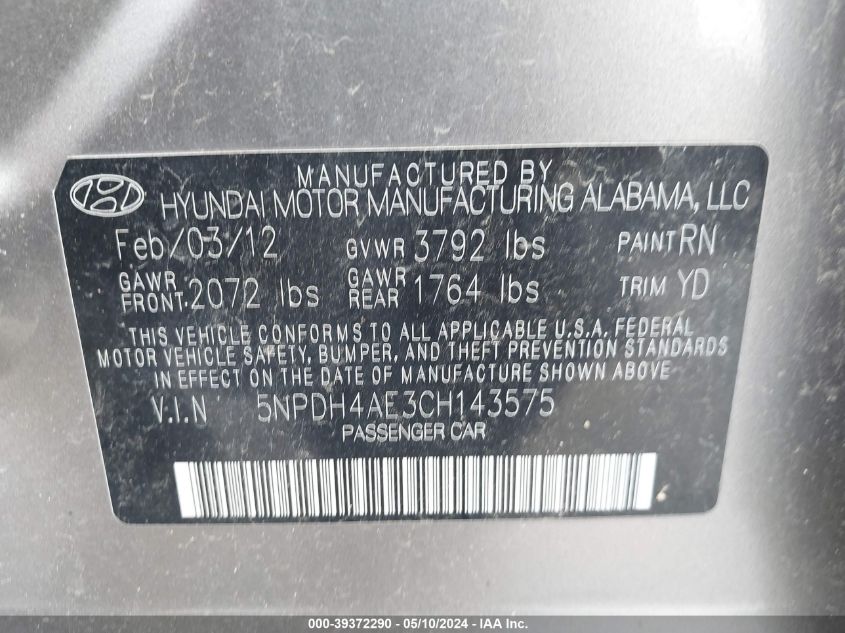 MANUFACTURED BY
HYUNDAI MOTOR MANUFACTURING ALABAMA, LLC
Feb/03/12 GVWR 3792 lbs PAINT RN
GAWR FRONT 2072 lbs GAWR REAR 1764 lbs TRIM YD
THIS VEHICLE CONFORMS TO ALL APPLICABLE U.S.A. FEDERAL
MOTOR VEHICLE SAFETY, BUMPER, AND THEFT PREVENTION STANDARDS
IN EFFECT ON THE DATE OF MANUFACTURE SHOWN ABOVE
V.I.N 5NPDH4AE3CH143575
PASSENGER CAR
000-39372290 - 05/10/2024 - IAA Inc.